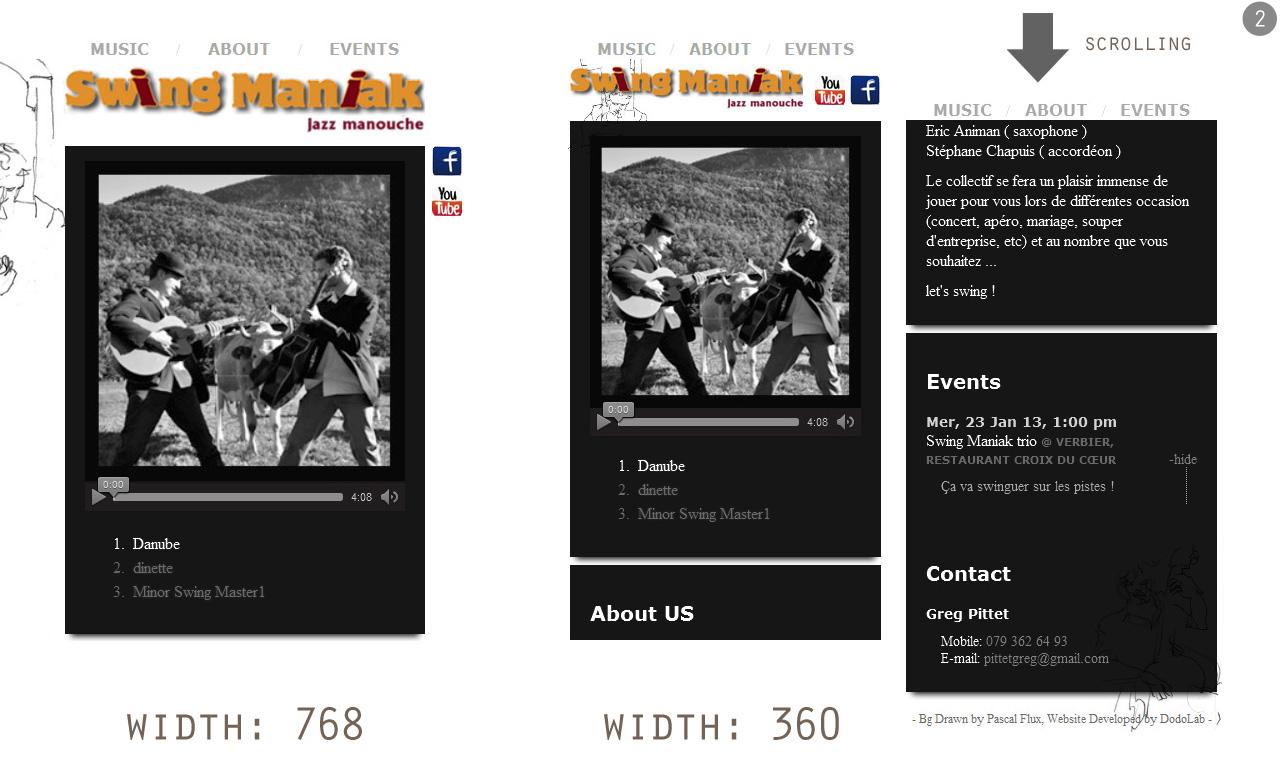 MUSIC / ABOUT / EVENTS
Swing Maniak
Jazz manouche
f
You Tube
0:00
4:08
1. Danube
2. dinette
3. Minor Swing Master1
WIDTH: 768
MUSIC / ABOUT / EVENTS
Swing Maniak
Jazz manouche
You Tube
f
0:00
4:08
1. Danube
2. dinette
3. Minor Swing Master1
About US
WIDTH: 360
2
SCROLLING
MUSIC / ABOUT / EVENTS
Eric Animan ( saxophone )
Stéphane Chapuis ( accordéon )
Le collectif se fera un plaisir immense de
jouer pour vous lors de différentes occasion
(concert, apéro, mariage, souper
d'entreprise, etc) et au nombre que vous
souhaitez ...
let's swing !
Events
Mer, 23 Jan 13, 1:00 pm
Swing Maniak trio @ VERBIER,
RESTAURANT CROIX DU CŒUR
-hide
Ça va swinguer sur les pistes !
Contact
Greg Pittet
Mobile: 079 362 64 93
E-mail: pittetgreg@gmail.com
- Bg Drawn by Pascal Flux, Website Developed by DodoLab -